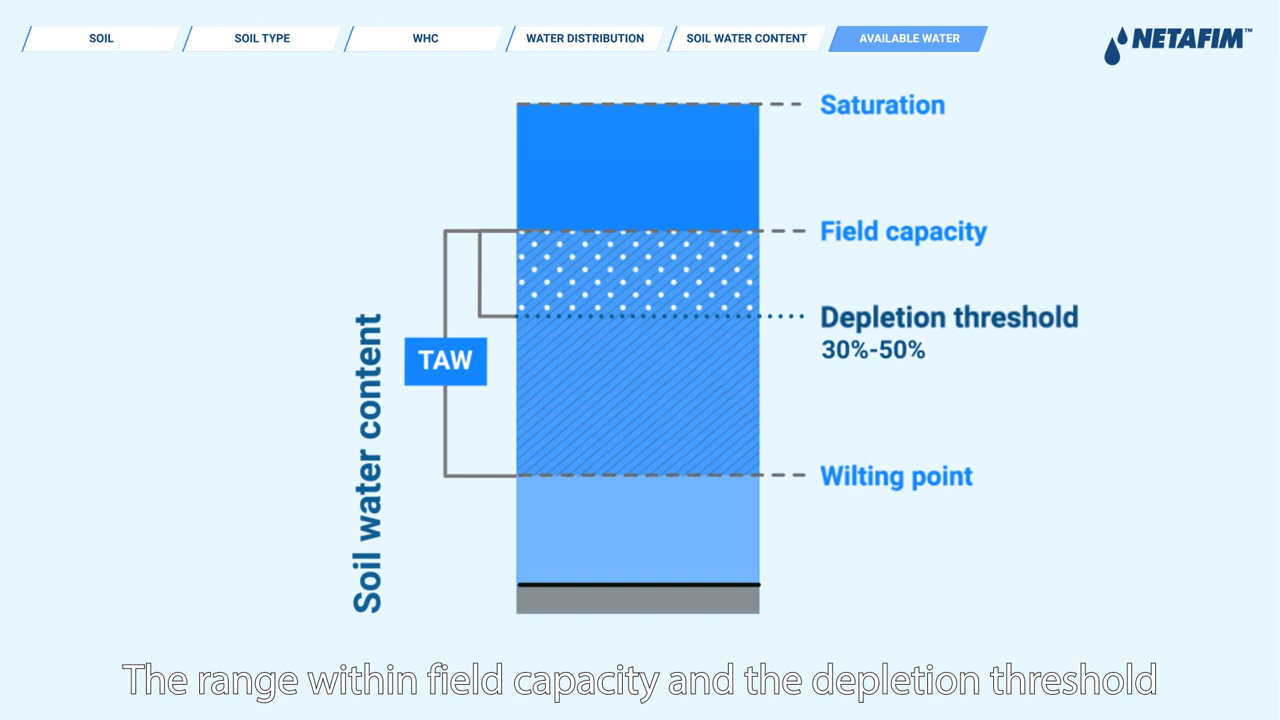 SOIL
SOIL TYPE
WHC
WATER DISTRIBUTION
SOIL WATER CONTENT
AVAILABLE WATER
NETAFIM™
Saturation
Field capacity
Depletion threshold
30%-50%
TAW
Wilting point
Soil water content
The range within field capacity and the depletion threshold